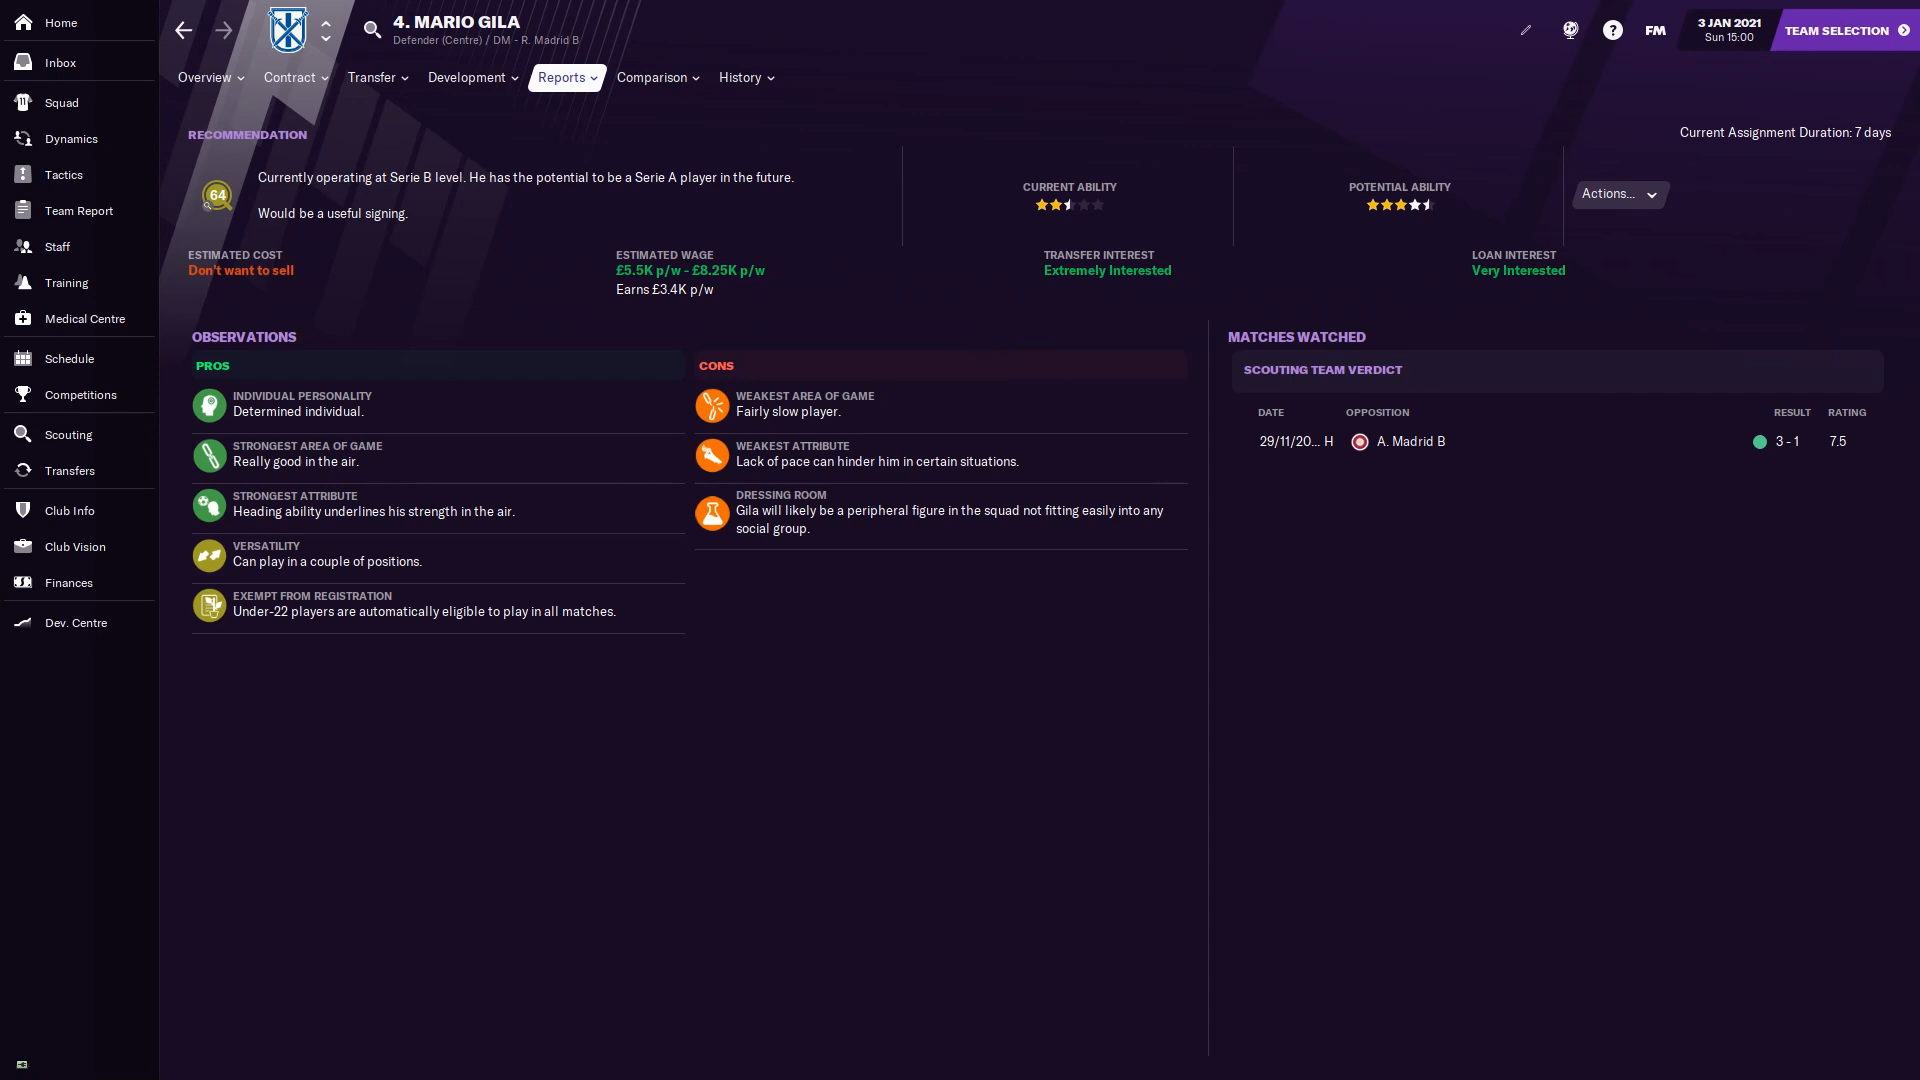 Home
Inbox
Squad
Dynamics
Tactics
Team Report
Staff
Training
Medical Centre
Schedule
Competitions
Scouting
Transfers
Club Info
Club Vision
Finances
Dev. Centre
4. MARIO GILA
Defender (Centre) / DM - R. Madrid B
FM
3 JAN 2021
Sun 15:00
TEAM SELECTION
Overview
Contract
Transfer
Development
Reports
Comparison
History
RECOMMENDATION
Current Assignment Duration: 7 days
64
Currently operating at Serie B level. He has the potential to be a Serie A player in the future.
Would be a useful signing.
CURRENT ABILITY
POTENTIAL ABILITY
Actions...
ESTIMATED COST
Don't want to sell
ESTIMATED WAGE
£5.5K p/w - £8.25K p/w
Earns £3.4K p/w
TRANSFER INTEREST
Extremely Interested
LOAN INTEREST
Very Interested
OBSERVATIONS
PROS
INDIVIDUAL PERSONALITY
Determined individual.
STRONGEST AREA OF GAME
Really good in the air.
STRONGEST ATTRIBUTE
Heading ability underlines his strength in the air.
VERSATILITY
Can play in a couple of positions.
EXEMPT FROM REGISTRATION
Under-22 players are automatically eligible to play in all matches.
CONS
WEAKEST AREA OF GAME
Fairly slow player.
WEAKEST ATTRIBUTE
Lack of pace can hinder him in certain situations.
DRESSING ROOM
Gila will likely be a peripheral figure in the squad not fitting easily into any
social group.
MATCHES WATCHED
SCOUTING TEAM VERDICT
DATE OPPOSITION RESULT RATING
29/11/20... H A. Madrid B 3 - 1 7.5